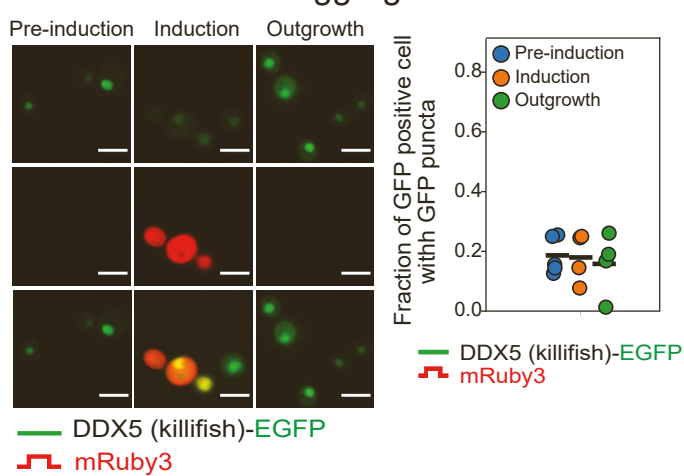 Pre-induction Induction Outgrowth
Fraction of GFP positive cell
withh GFP puncta
0.8
0.6
0.4
0.2
0.0
Pre-induction
Induction
Outgrowth
DDX5 (killifish)-EGFP
mRuby3
DDX5 (killifish)-EGFP
mRuby3